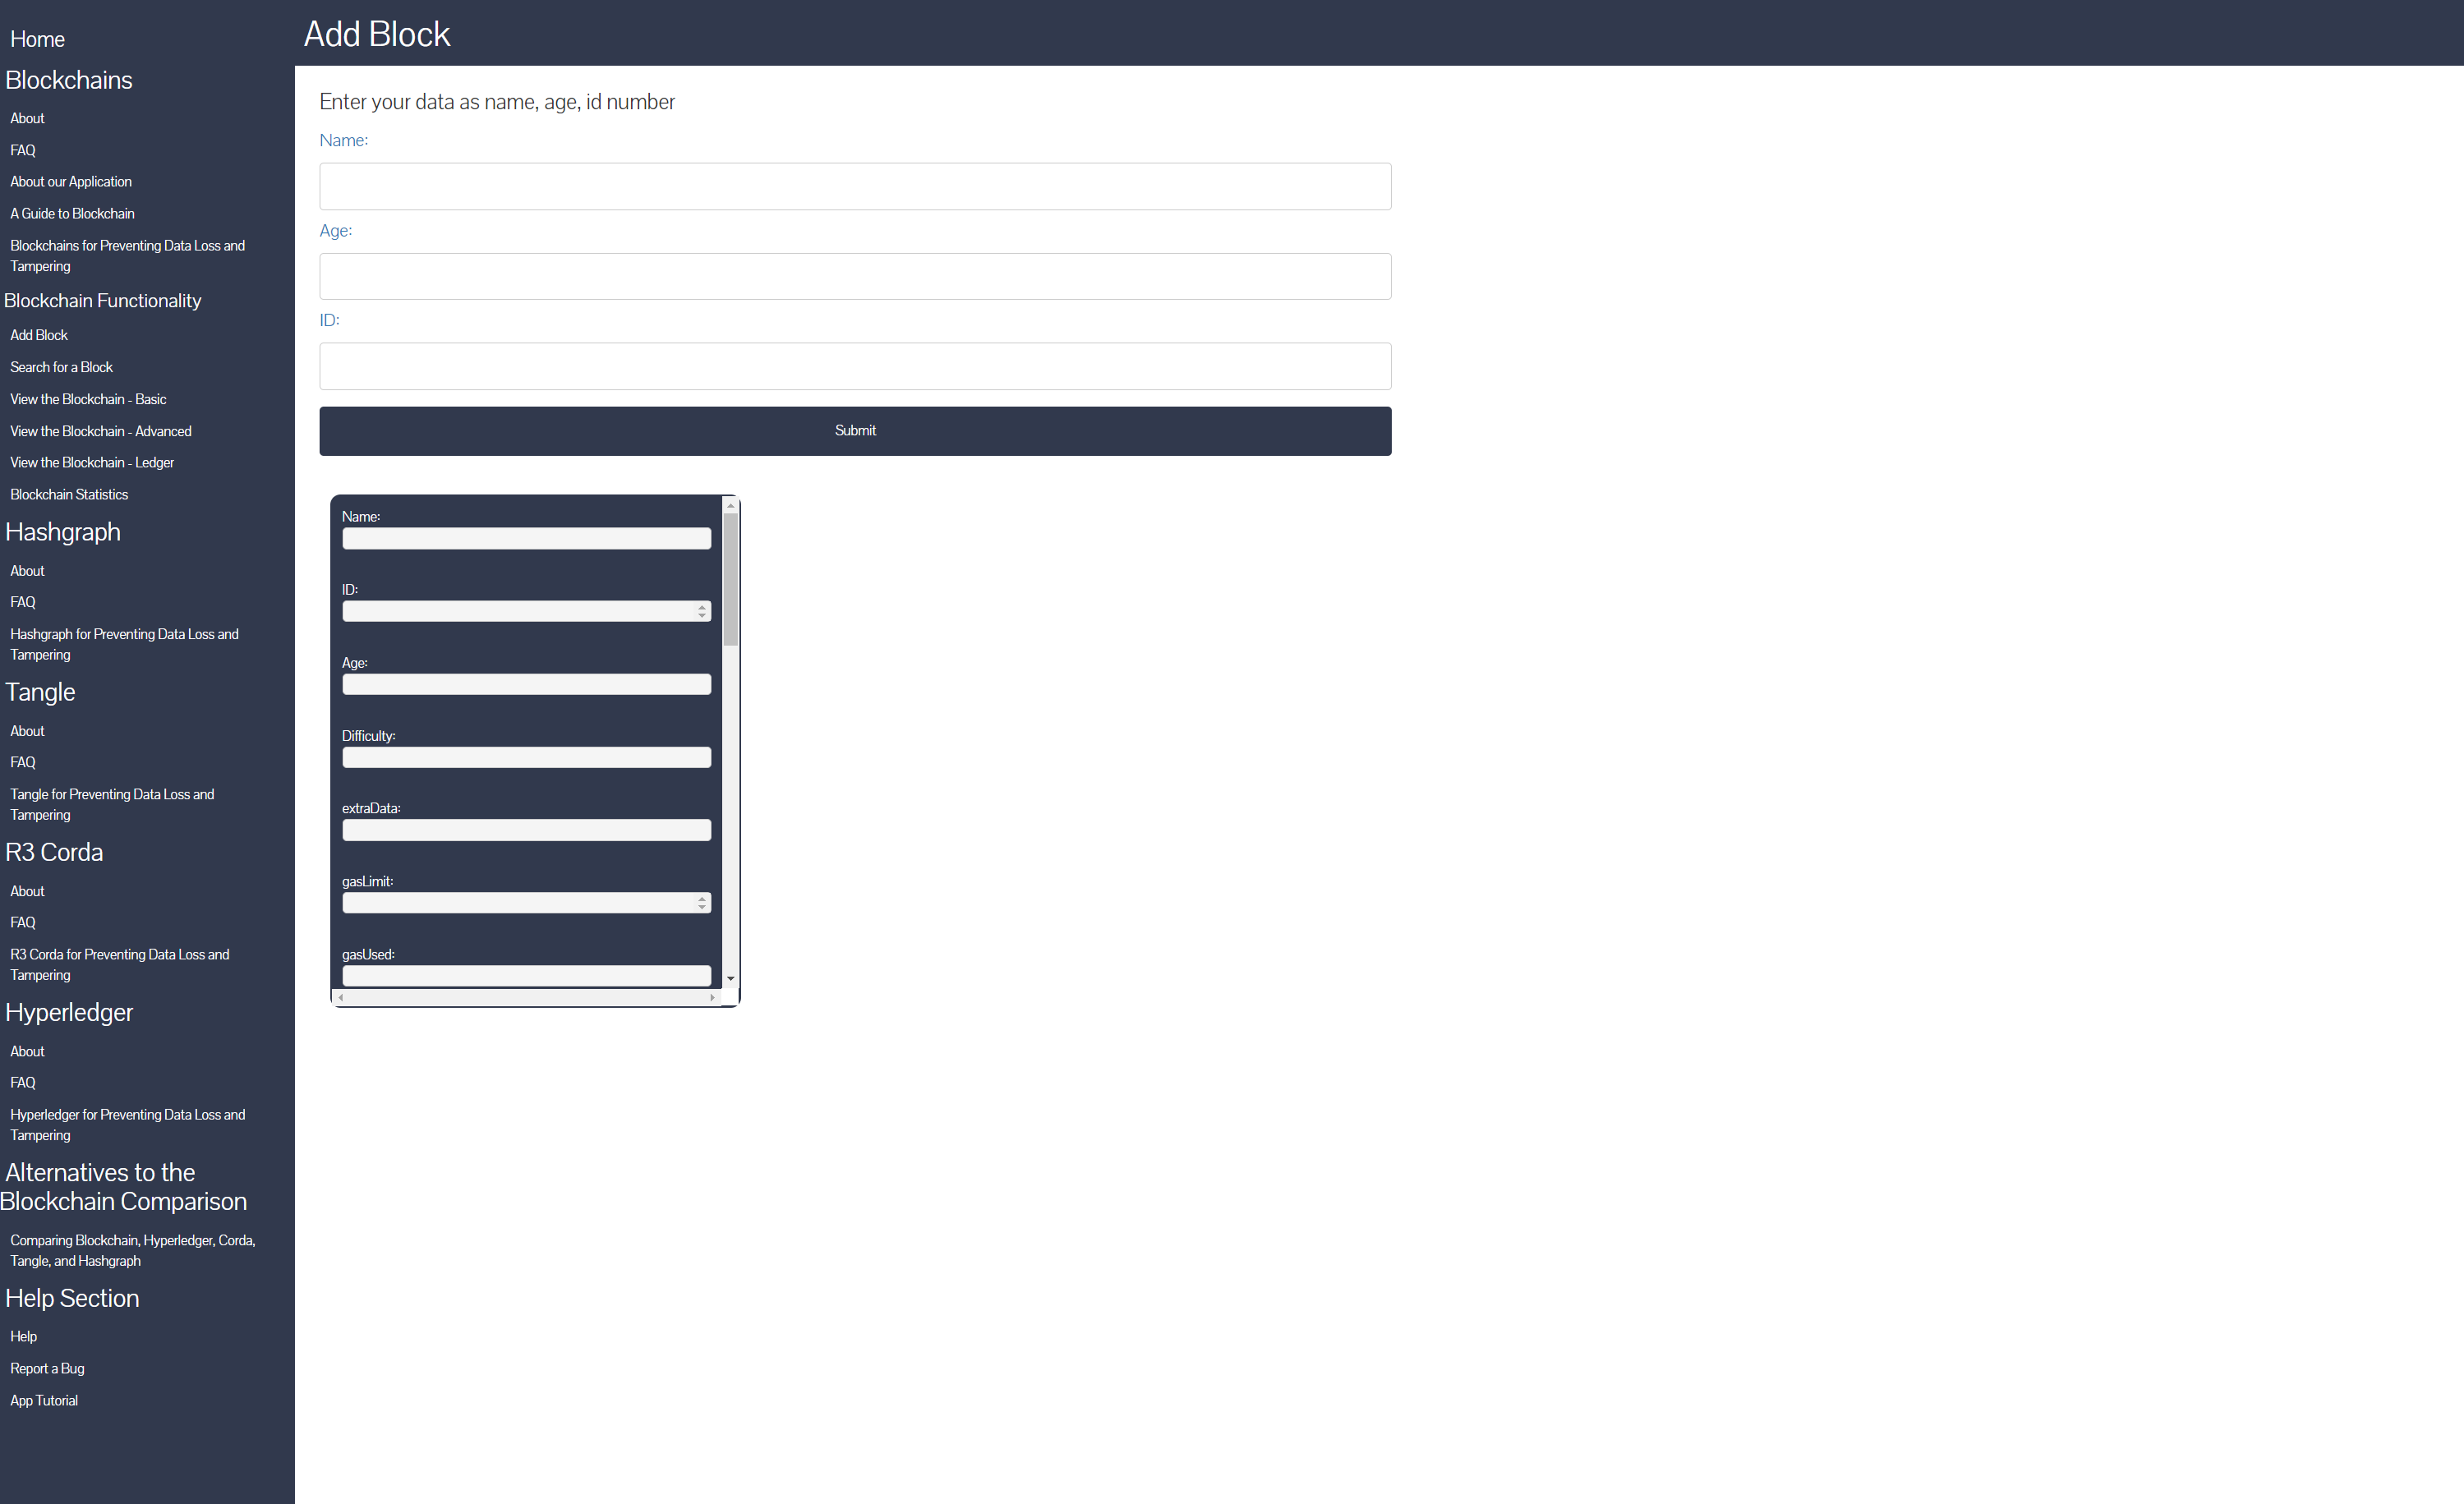 Home
Blockchains
About
FAQ
About our Application
A Guide to Blockchain
Blockchains for Preventing Data Loss and
Tampering
Blockchain Functionality
Add Block
Search for a Block
View the Blockchain - Basic
View the Blockchain - Advanced
View the Blockchain - Ledger
Blockchain Statistics
Hashgraph
About
FAQ
Hashgraph for Preventing Data Loss and
Tampering
Tangle
About
FAQ
Tangle for Preventing Data Loss and
Tampering
R3 Corda
About
FAQ
R3 Corda for Preventing Data Loss and
Tampering
Hyperledger
About
FAQ
Hyperledger for Preventing Data Loss and
Tampering
Alternatives to the
Blockchain Comparison
Comparing Blockchain, Hyperledger, Corda,
Tangle, and Hashgraph
Help Section
Help
Report a Bug
App Tutorial
Add Block
Enter your data as name, age, id number
Name:
Age:
ID:
Submit
Name:
ID:
Age:
Difficulty:
extraData:
gasLimit:
gasUsed: